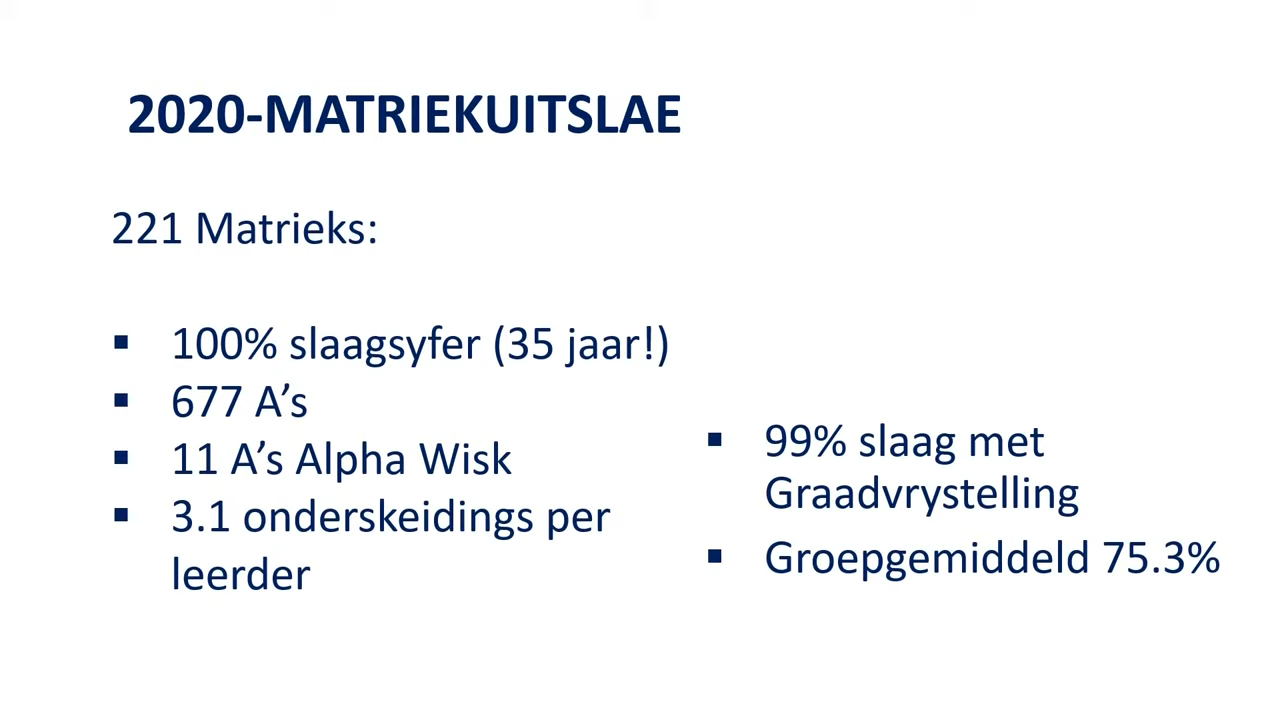 2020-MATRIEKUITSLAE
221 Matrieks:
▪ 100% slaagsyfer (35 jaar!)
▪ 677 A’s
▪ 11 A’s Alpha Wisk
▪ 3.1 onderskeidings per
leerder
▪ 99% slaag met
Graadvrystelling
▪ Groepgemiddeld 75.3%